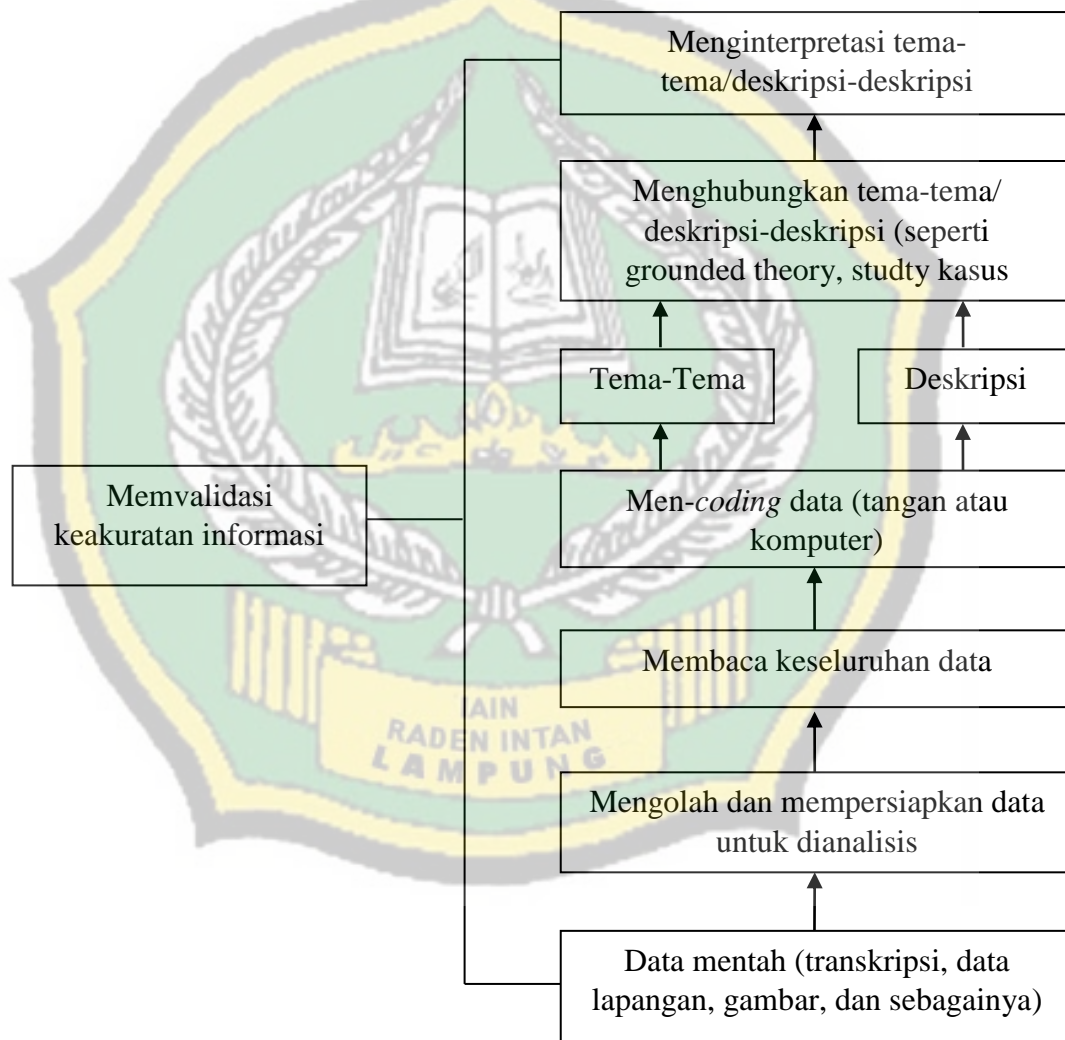 Menginterpretasi tema-
tema/deskripsi-deskripsi
Menghubungkan tema-tema/
deskripsi-deskripsi (seperti
grounded theory, studty kasus
Tema-Tema
Deskripsi
Memvalidasi
keakuratan informasi
Men-coding data (tangan atau
komputer)
Membaca keseluruhan data
IAIN
RADEN INTAN
LAMPUNG
Mengolah dan mempersiapkan data
untuk dianalisis
Data mentah (transkripsi, data
lapangan, gambar, dan sebagainya)